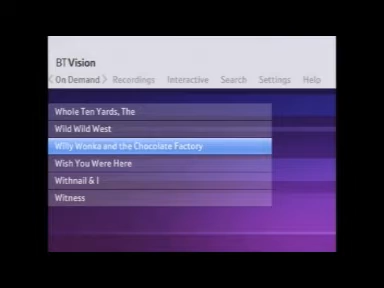 BT Vision
On Demand Recordings Interactive Search Settings Help
Whole Ten Yards, The
Wild Wild West
Willy Wonka and the Chocolate Factory
Wish You Were Here
Withnail & I
Witness